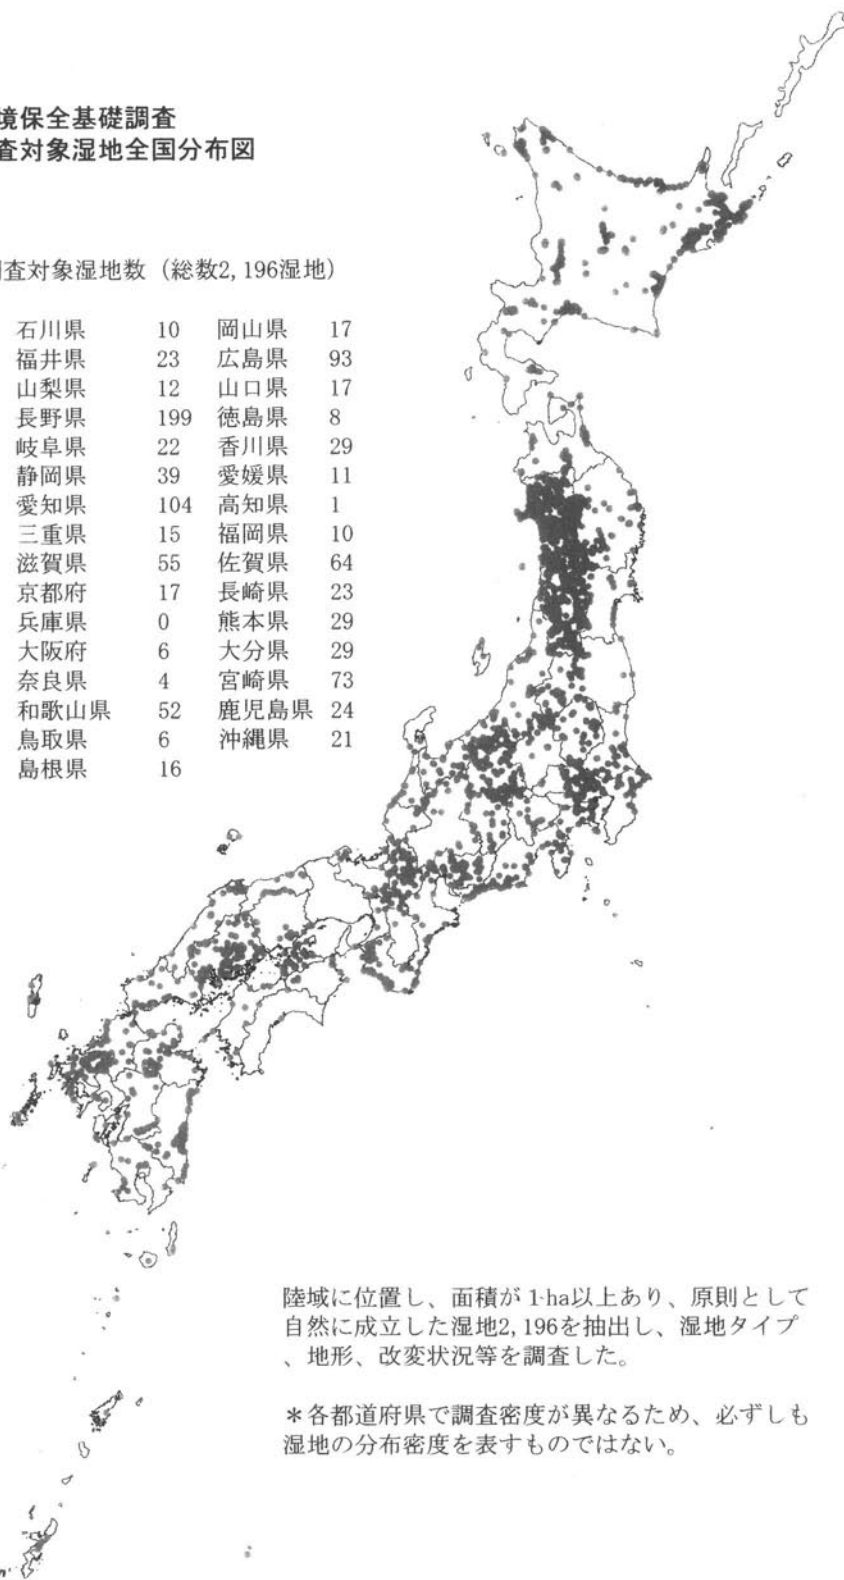 境保全基礎調査
査対象湿地全国分布図
査対象湿地数（総数2,196湿地）
石川県 10 岡山県 17
福井県 23 広島県 93
山梨県 12 山口県 17
長野県 199 徳島県 8
岐阜県 22 香川県 29
静岡県 39 愛媛県 11
愛知県 104 高知県 1
三重県 15 福岡県 10
滋賀県 55 佐賀県 64
京都府 17 長崎県 23
兵庫県 0 熊本県 29
大阪府 6 大分県 29
奈良県 4 宮崎県 73
和歌山県 52 鹿児島県 24
鳥取県 6 沖縄県 21
島根県 16
陸域に位置し、面積が1ha以上あり、原則として
自然に成立した湿地2,196を抽出し、湿地タイプ
、地形、改変状況等を調査した。
＊各都道府県で調査密度が異なるため、必ずしも
湿地の分布密度を表すものではない。